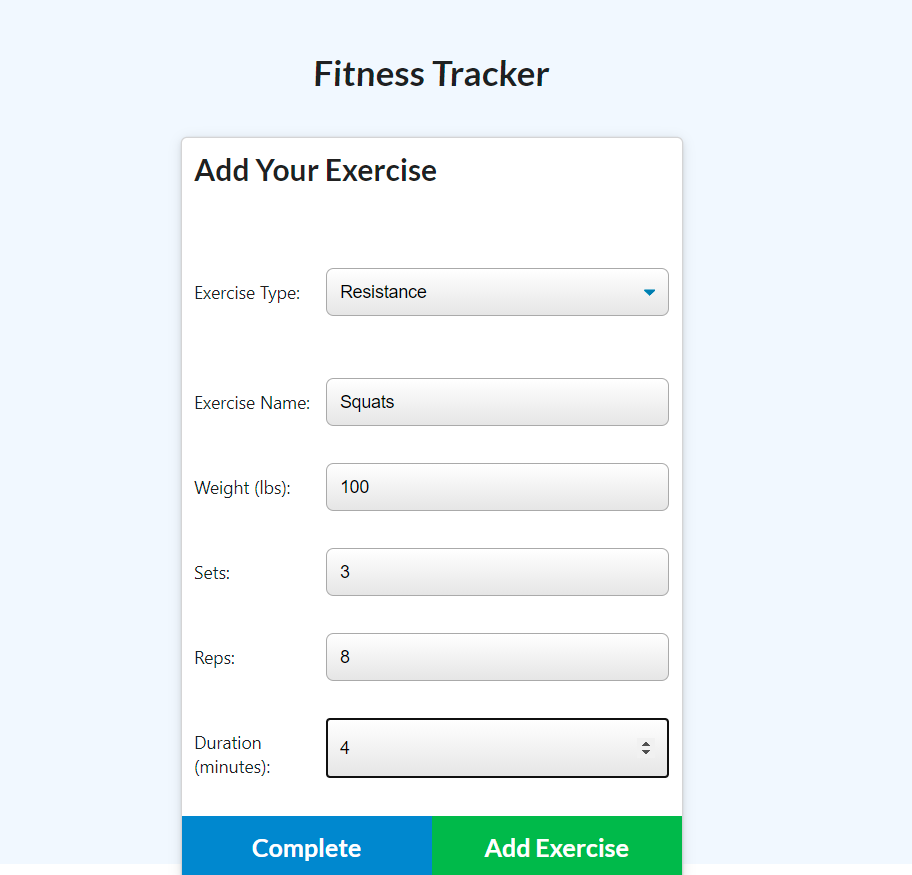 Fitness Tracker
Add Your Exercise
Exercise Type: Resistance
Exercise Name: Squats
Weight (lbs): 100
Sets: 3
Reps: 8
Duration
(minutes): 4
Complete Add Exercise